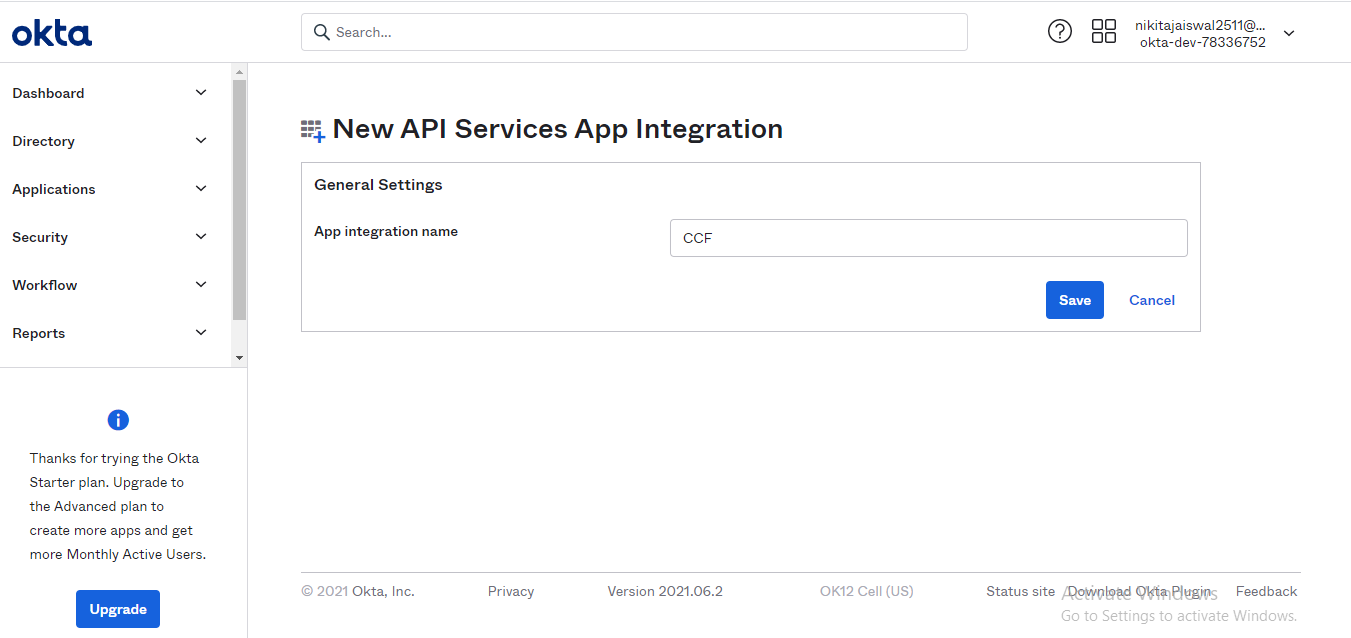 okta
Search...
nikitajaiswal2511@...
okta-dev-78336752
Dashboard
Directory
Applications
Security
Workflow
Reports
Thanks for trying the Okta
Starter plan. Upgrade to
the Advanced plan to
create more apps and get
more Monthly Active Users.
Upgrade
New API Services App Integration
General Settings
App integration name
CCF
Save
Cancel
© 2021 Okta, Inc.
Privacy
Version 2021.06.2
OK12 Cell (US)
Status site
Download Okta Plugin
Feedback
Activate Windows
Go to Settings to activate Windows.